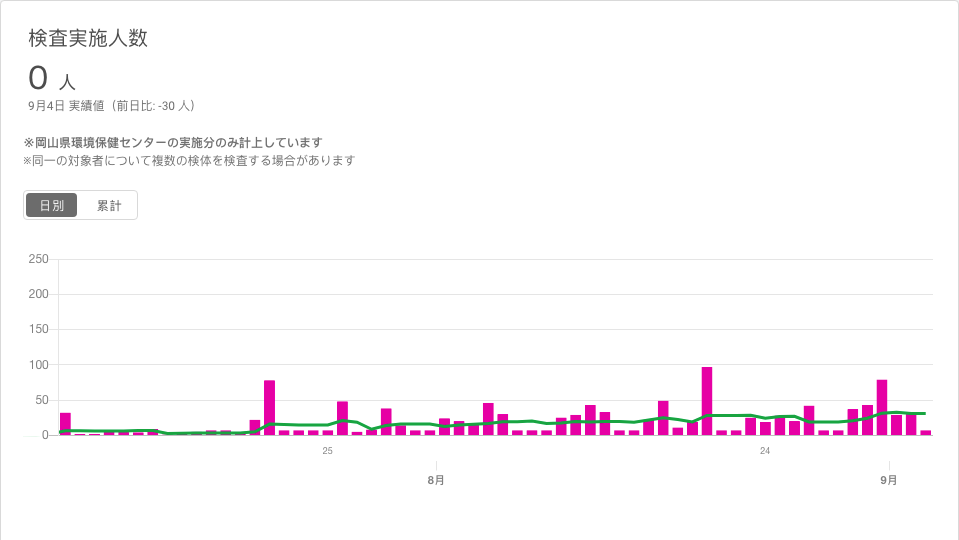 検査実施人数
0 人
9月4日 実績値（前日比: -30 人）
※岡山県環境保健センターの実施分のみ計上しています
※同一の対象者について複数の検体を検査する場合があります
日別 累計
250
200
150
100
50
0
25 24
8月 9月